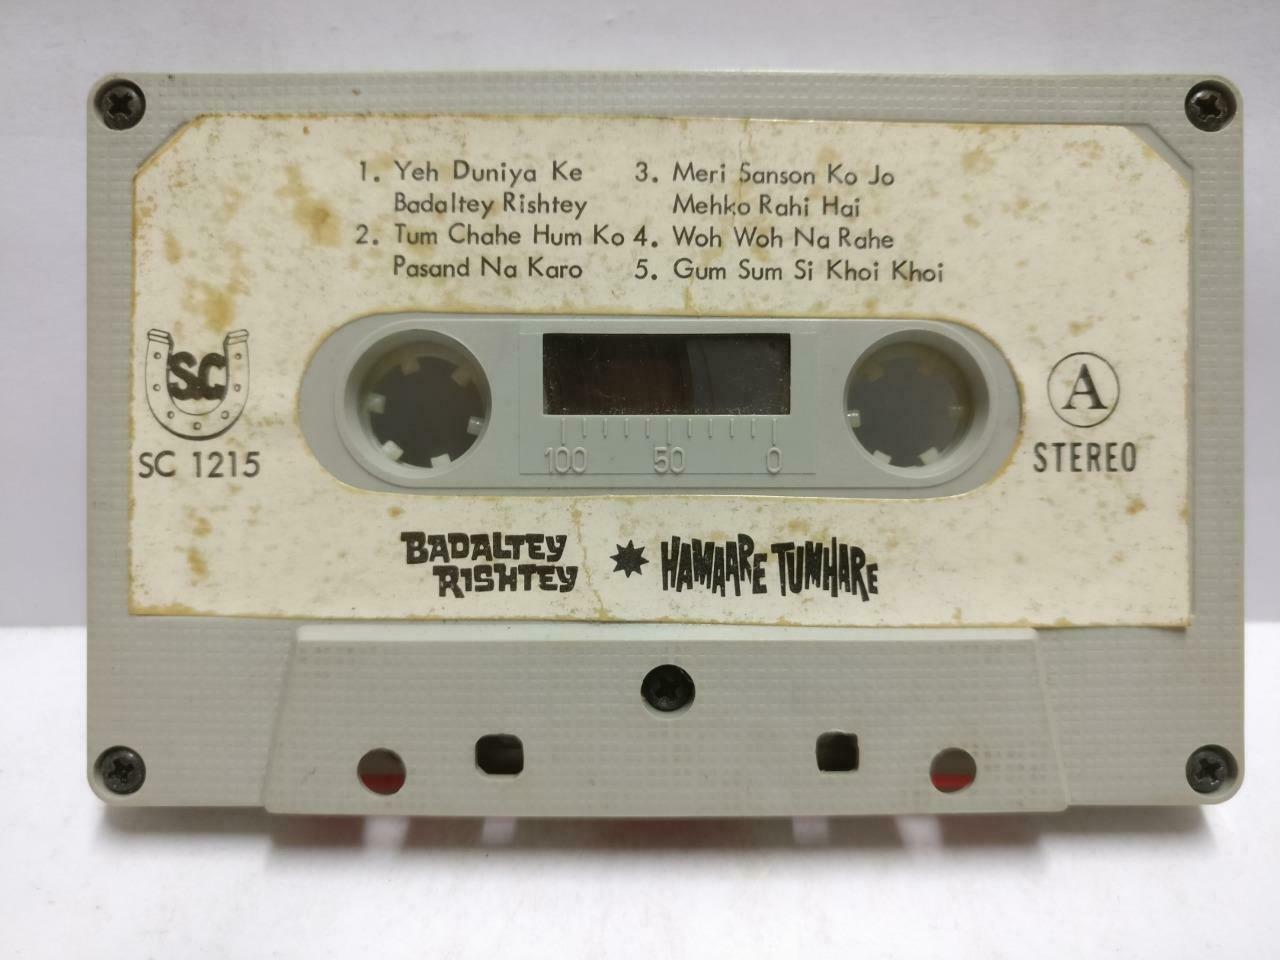 1. Yeh Duniya Ke
Badaltey Rishtey
2. Tum Chahe Hum Ko
Pasand Na Karo
3. Meri Sanson Ko Jo
Mehko Rahi Hai
4. Woh Woh Na Rahe
5. Gum Sum Si Khoi Khoi
SC
SC 1215
100 50 0
A
STEREO
BADALTEY
RISHTEY
HAMAARE TUMHARE